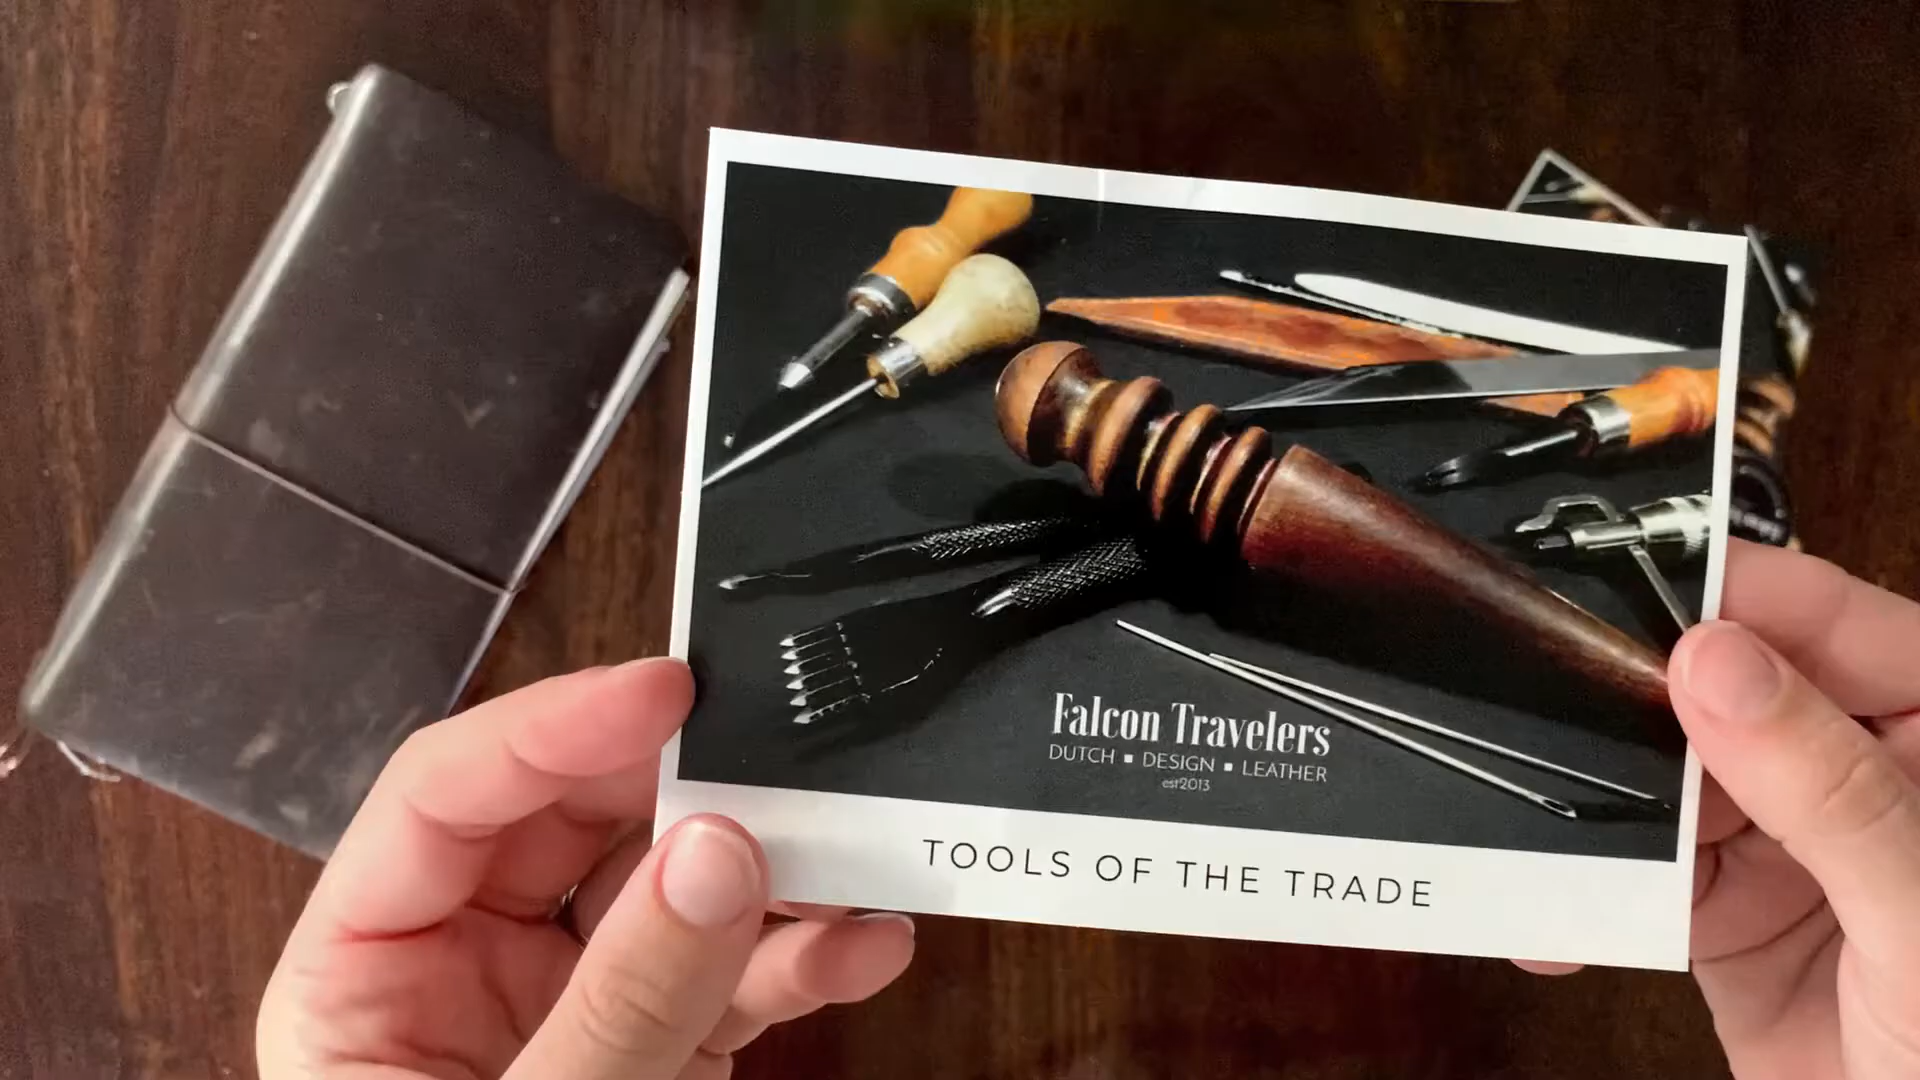 Falcon Travelers
DUTCH ▪ DESIGN ▪ LEATHER
est2013
TOOLS OF THE TRADE